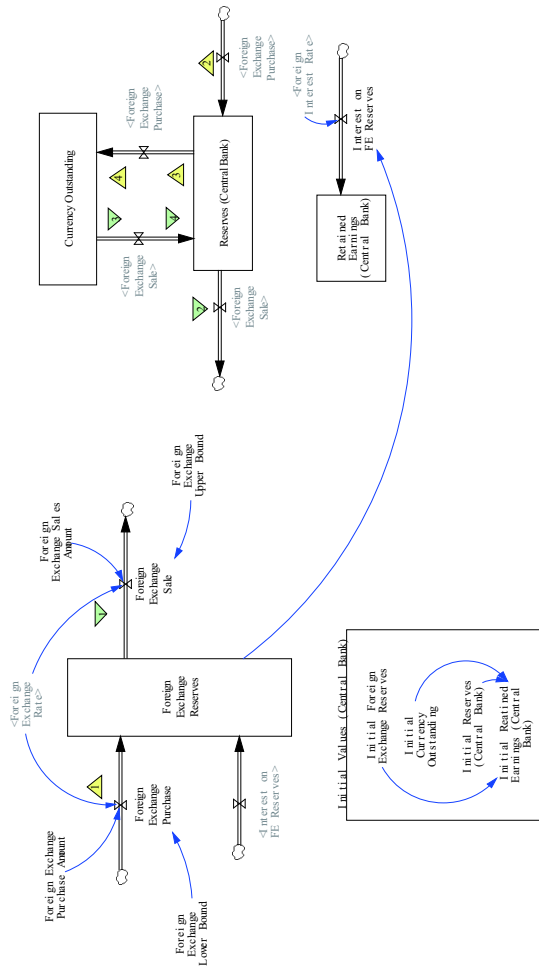 <Foreign
Exchange
Rate>
Foreign Exchange
Purchase Amount
Foreign
Exchange Sales
Amount
1
1
Foreign
Exchange
Purchase
Foreign
Exchange
Sale
Foreign
Exchange
Lower Bound
Foreign
Exchange
Upper Bound
Foreign
Exchange
Reserves
<Interest on
FE Reserves>
Currency Outstanding
3
4
<Foreign
Exchange
Sale>
<Foreign
Exchange
Purchase>
4
3
2
2
Reserves (Central Bank)
<Foreign
Exchange
Sale>
<Foreign
Exchange
Purchase>
<Foreign
Interest Rate>
Retained
Earnings
(Central Bank)
Interest on
FE Reserves
Initial Values (Central Bank)
Initial Foreign
Exchange Reserves
Initial
Currency
Outstanding
Initial Reserves
(Central Bank)
Initial Reatined
Earnings (Central
Bank)